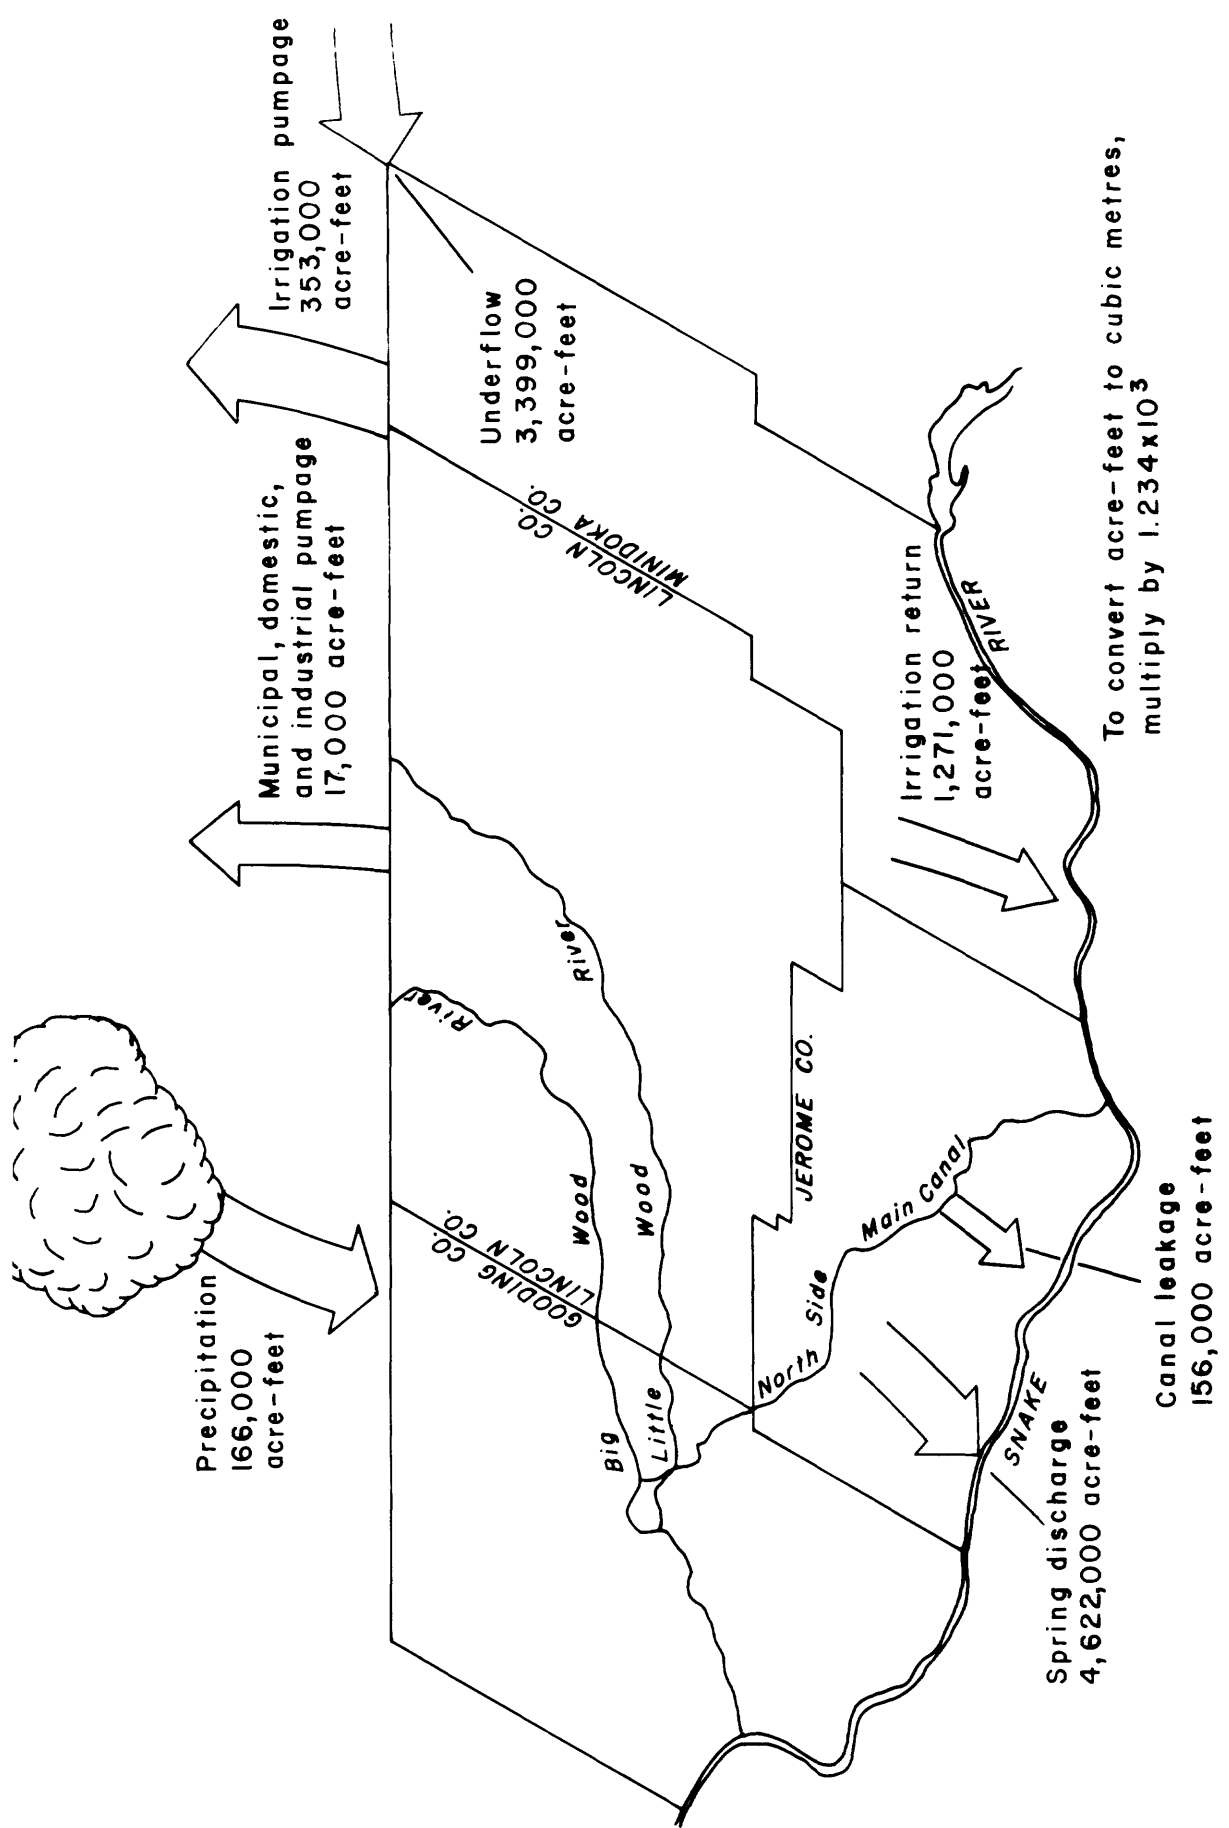 Precipitation
166,000
acre-feet
Municipal, domestic,
and industrial pumpage
17,000 acre-feet
Irrigation pumpage
353,000
acre-feet
Underflow
3,399,000
acre-feet
GOODING CO.
LINCOLN CO.
LINCOLN CO.
MINIDOKA CO.
Big Wood River
Little Wood River
JEROME CO.
North Side Main Canal
Irrigation return
1,271,000
acre-feet
SNAKE RIVER
Spring discharge
4,622,000 acre-feet
Canal leakage
156,000 acre-feet
To convert acre-feet to cubic metres,
multiply by 1.234x10³